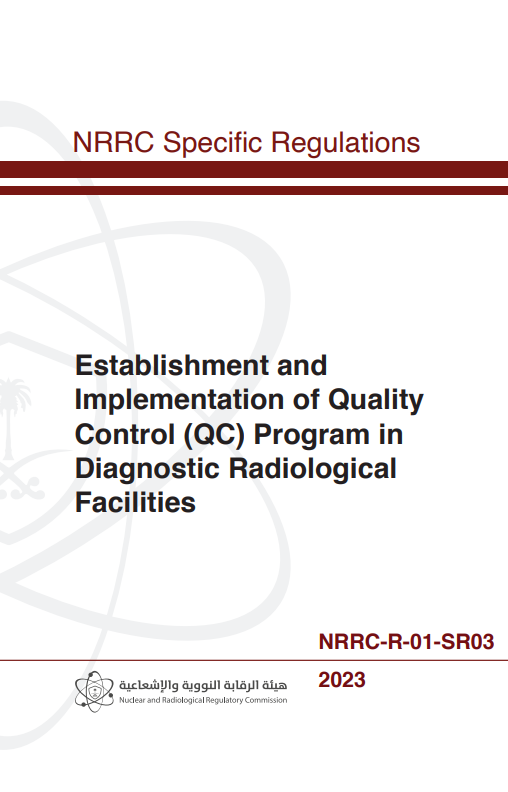 NRRC Specific Regulations
Establishment and
Implementation of Quality
Control (QC) Program in
Diagnostic Radiological
Facilities
NRRC-R-01-SR03
هيئة الرقابة النووية والإشعاعية
Nuclear and Radiological Regulatory Commission
2023